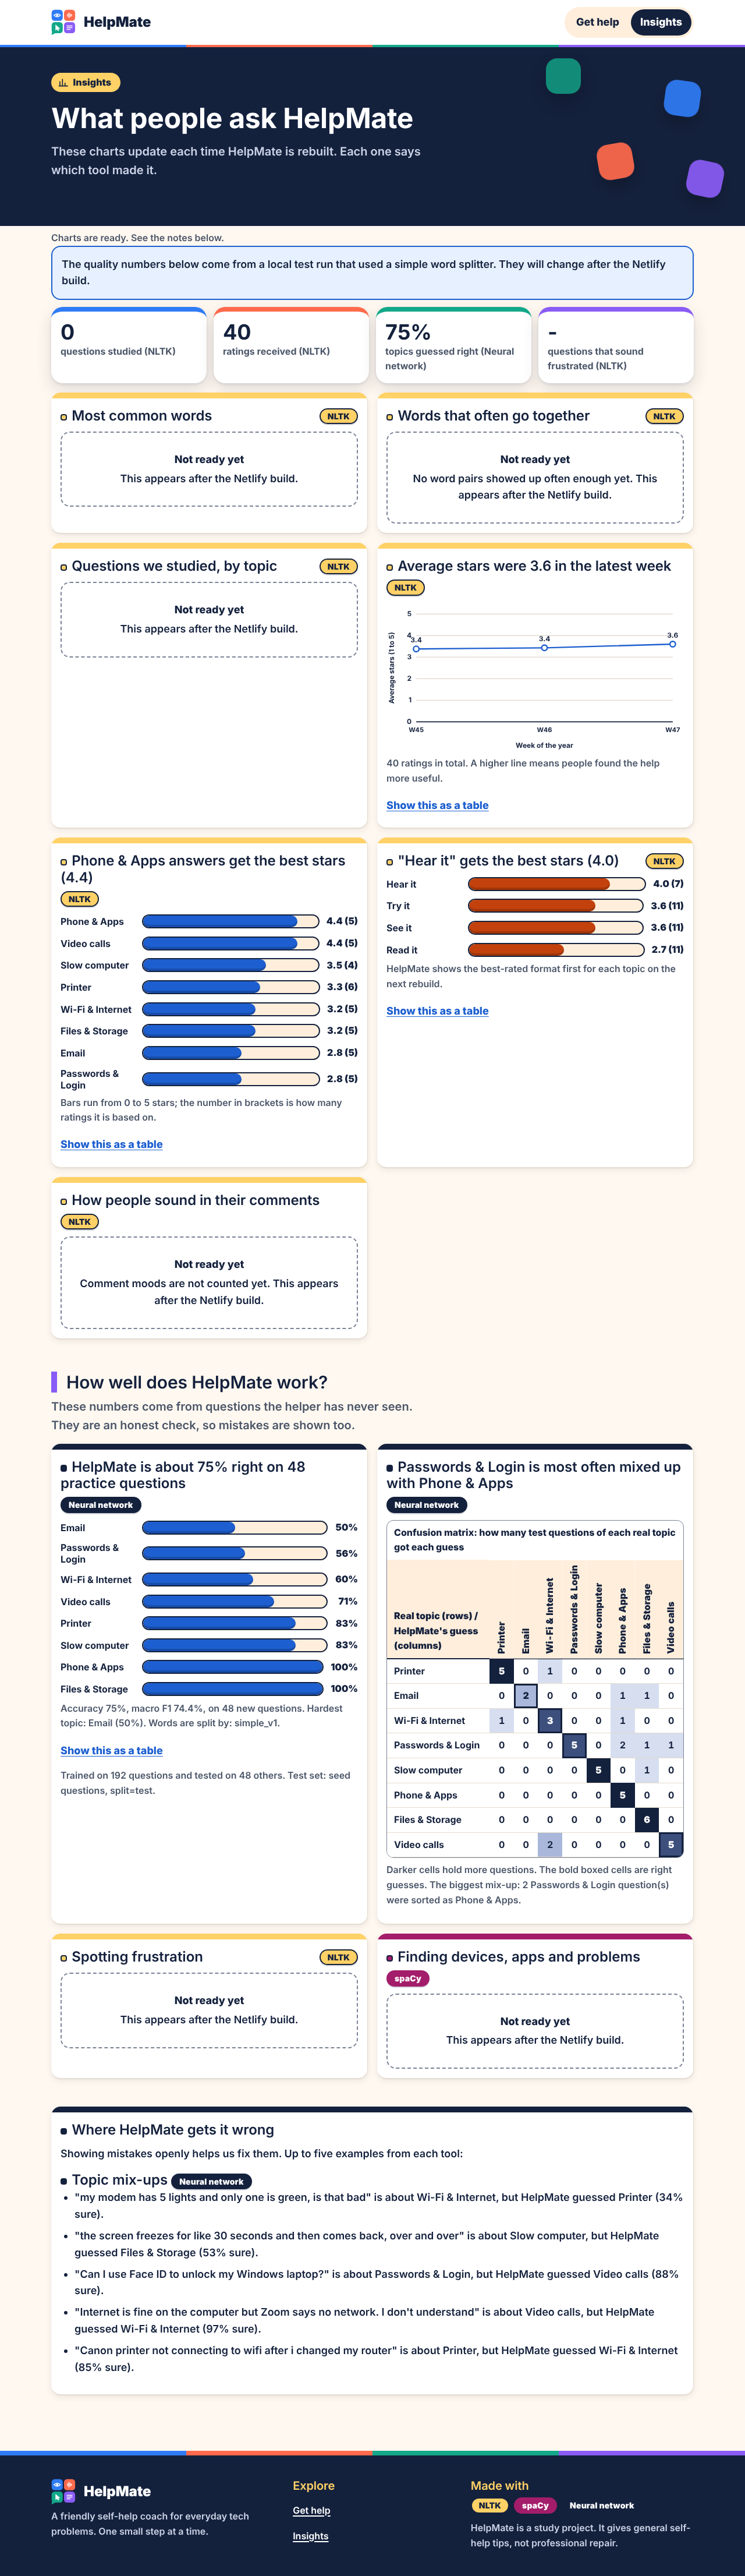 HelpMate
Get help
Insights
Insights
What people ask HelpMate
These charts update each time HelpMate is rebuilt. Each one says
which tool made it.
Charts are ready. See the notes below.
The quality numbers below come from a local test run that used a simple word splitter. They will change after the Netlify
build.
0
questions studied (NLTK)
40
ratings received (NLTK)
75%
topics guessed right (Neural
network)
-
questions that sound
frustrated (NLTK)
Most common words
NLTK
Not ready yet
This appears after the Netlify build.
Words that often go together
NLTK
Not ready yet
No word pairs showed up often enough yet. This
appears after the Netlify build.
Questions we studied, by topic
NLTK
Not ready yet
This appears after the Netlify build.
Average stars were 3.6 in the latest week
NLTK
Average stars (1 to 5)
5
4
3
2
1
0
3.4
3.4
3.6
W45
W46
W47
Week of the year
40 ratings in total. A higher line means people found the help
more useful.
Show this as a table
Phone & Apps answers get the best stars
(4.4)
NLTK
Phone & Apps 4.4 (5)
Video calls 4.4 (5)
Slow computer 3.5 (4)
Printer 3.3 (6)
Wi-Fi & Internet 3.2 (5)
Files & Storage 3.2 (5)
Email 2.8 (5)
Passwords &
Login 2.8 (5)
Bars run from 0 to 5 stars; the number in brackets is how many
ratings it is based on.
Show this as a table
"Hear it" gets the best stars (4.0)
NLTK
Hear it 4.0 (7)
Try it 3.6 (11)
See it 3.6 (11)
Read it 2.7 (11)
HelpMate shows the best-rated format first for each topic on the
next rebuild.
Show this as a table
How people sound in their comments
NLTK
Not ready yet
Comment moods are not counted yet. This appears
after the Netlify build.
How well does HelpMate work?
These numbers come from questions the helper has never seen.
They are an honest check, so mistakes are shown too.
HelpMate is about 75% right on 48
practice questions
Neural network
Email 50%
Passwords &
Login 56%
Wi-Fi & Internet 60%
Video calls 71%
Printer 83%
Slow computer 83%
Phone & Apps 100%
Files & Storage 100%
Accuracy 75%, macro F1 74.4%, on 48 new questions. Hardest
topic: Email (50%). Words are split by: simple_v1.
Show this as a table
Trained on 192 questions and tested on 48 others. Test set: seed
questions, split=test.
Passwords & Login is most often mixed up
with Phone & Apps
Neural network
Confusion matrix: how many test questions of each real topic
got each guess
Real topic (rows) /
HelpMate's guess
(columns)
Printer
Email
Wi-Fi & Internet
Passwords & Login
Slow computer
Phone & Apps
Files & Storage
Video calls
Printer 5 0 1 0 0 0 0 0
Email 0 2 0 0 0 1 1 0
Wi-Fi & Internet 1 0 3 0 0 1 0 0
Passwords & Login 0 0 0 5 0 2 1 1
Slow computer 0 0 0 0 5 0 1 0
Phone & Apps 0 0 0 0 0 5 0 0
Files & Storage 0 0 0 0 0 0 6 0
Video calls 0 0 2 0 0 0 0 5
Darker cells hold more questions. The bold boxed cells are right
guesses. The biggest mix-up: 2 Passwords & Login question(s)
were sorted as Phone & Apps.
Spotting frustration
NLTK
Not ready yet
This appears after the Netlify build.
Finding devices, apps and problems
spaCy
Not ready yet
This appears after the Netlify build.
Where HelpMate gets it wrong
Showing mistakes openly helps us fix them. Up to five examples from each tool:
Topic mix-ups Neural network
• "my modem has 5 lights and only one is green, is that bad" is about Wi-Fi & Internet, but HelpMate guessed Printer (34%
sure).
• "the screen freezes for like 30 seconds and then comes back, over and over" is about Slow computer, but HelpMate
guessed Files & Storage (53% sure).
• "Can I use Face ID to unlock my Windows laptop?" is about Passwords & Login, but HelpMate guessed Video calls (88%
sure).
• "Internet is fine on the computer but Zoom says no network. I don't understand" is about Video calls, but HelpMate
guessed Wi-Fi & Internet (97% sure).
• "Canon printer not connecting to wifi after i changed my router" is about Printer, but HelpMate guessed Wi-Fi & Internet
(85% sure).
HelpMate
A friendly self-help coach for everyday tech
problems. One small step at a time.
Explore
Get help
Insights
Made with
NLTK spaCy Neural network
HelpMate is a study project. It gives general self-
help tips, not professional repair.